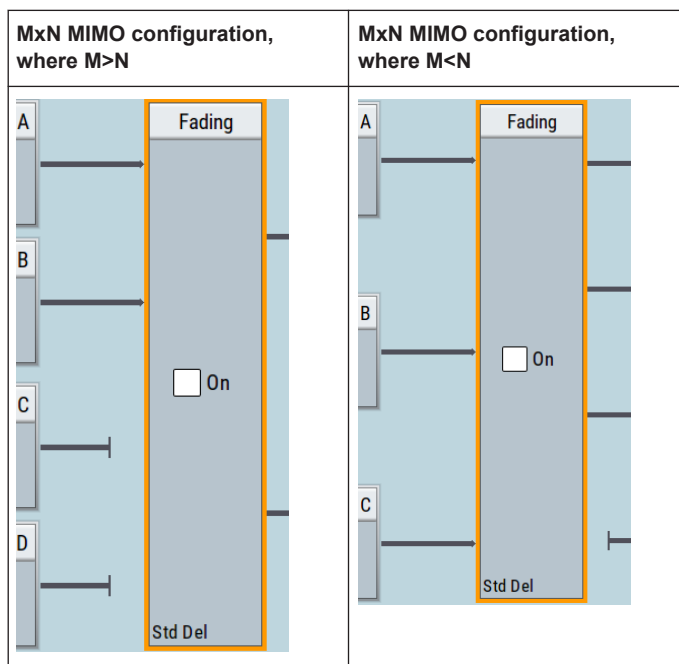 MxN MIMO configuration,
where M>N
MxN MIMO configuration,
where M<N
A
Fading
B
On
C
D
Std Del
A
Fading
B
On
C
Std Del